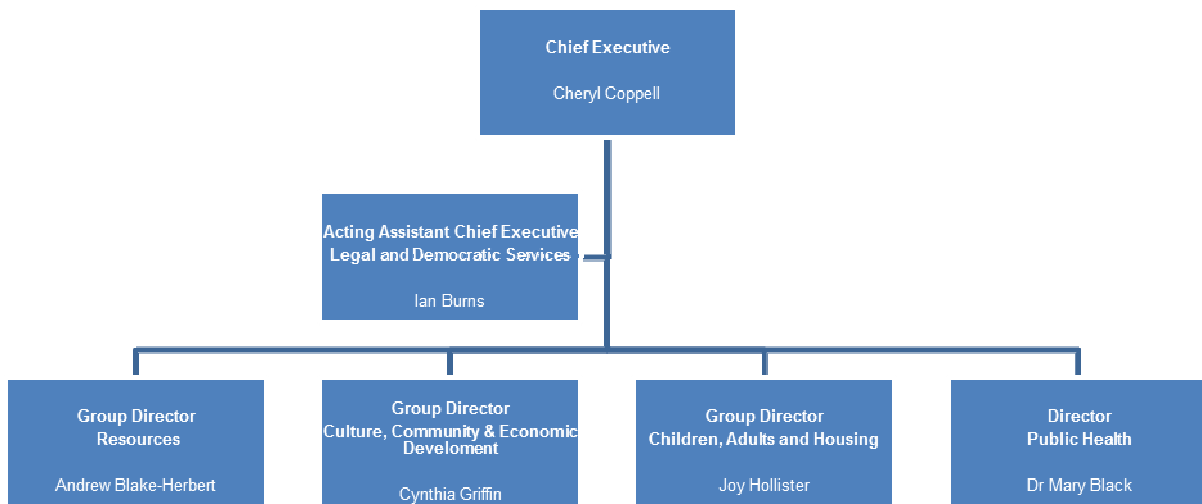 Chief Executive
Cheryl Coppell
Acting Assistant Chief Executive
Legal and Democratic Services
Ian Burns
Group Director
Resources
Andrew Blake-Herbert
Group Director
Culture, Community & Economic
Develoment
Cynthia Griffin
Group Director
Children, Adults and Housing
Joy Hollister
Director
Public Health
Dr Mary Black